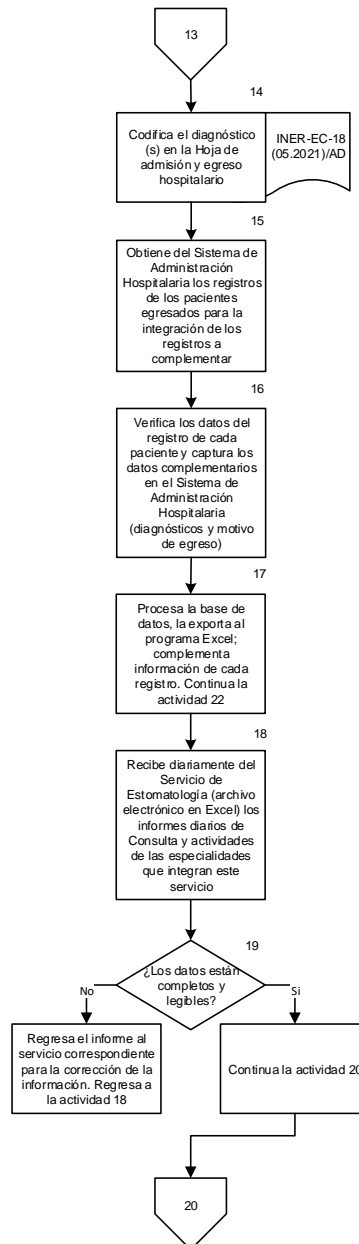 13
14
Codifica el diagnóstico
(s) en la Hoja de
admisión y egreso
hospitalario
INER-EC-18
(05.2021)/AD
15
Obtiene del Sistema de
Administración
Hospitalaria los registros
de los pacientes
egresados para la
integración de los
registros a
complementar
16
Verifica los datos del
registro de cada
paciente y captura los
datos complementarios
en el Sistema de
Administración
Hospitalaria
(diagnósticos y motivo
de egreso)
17
Procesa la base de
datos, la exporta al
programa Excel;
complementa
información de cada
registro. Continua la
actividad 22
18
Recibe diariamente del
Servicio de
Estomatología (archivo
electrónico en Excel) los
informes diarios de
Consulta y actividades
de las especialidades
que integran este
servicio
19
¿Los datos están
completos y
legibles?
No
Si
Regresa el informe al
servicio correspondiente
para la corrección de la
información. Regresa a
la actividad 18
Continua la actividad 20
20